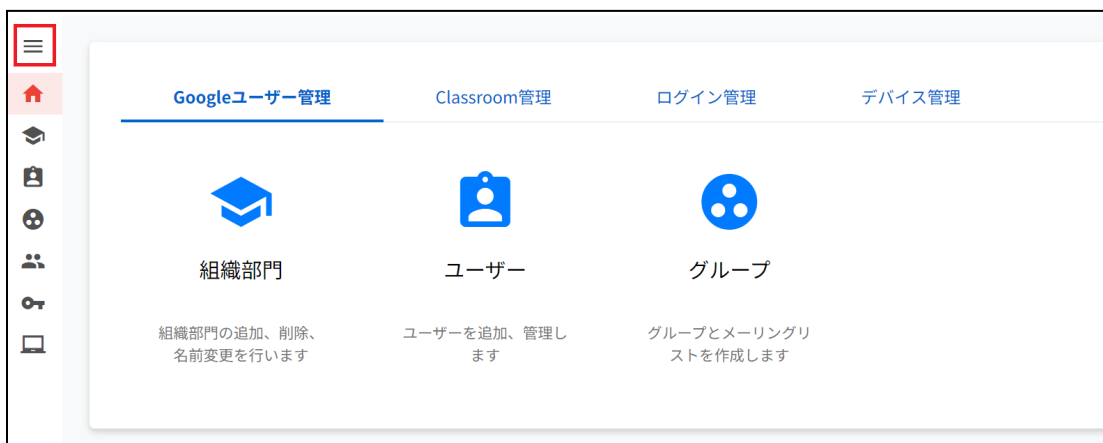 Googleユーザー管理 Classroom管理 ログイン管理 デバイス管理
組織部門 ユーザー グループ
組織部門の追加、削除、
名前変更を行います
ユーザーを追加、管理し
ます
グループとメーリングリ
ストを作成します